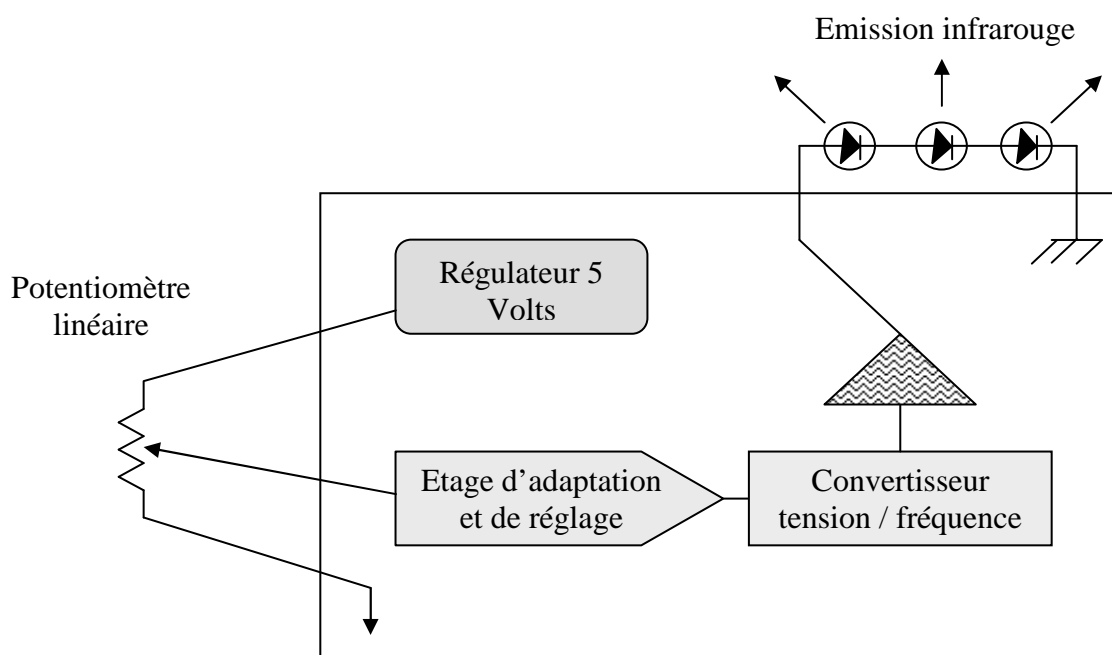 Emission infrarouge
Régulateur 5
Volts
Potentiomètre
linéaire
Etage d’adaptation
et de réglage
Convertisseur
tension / fréquence